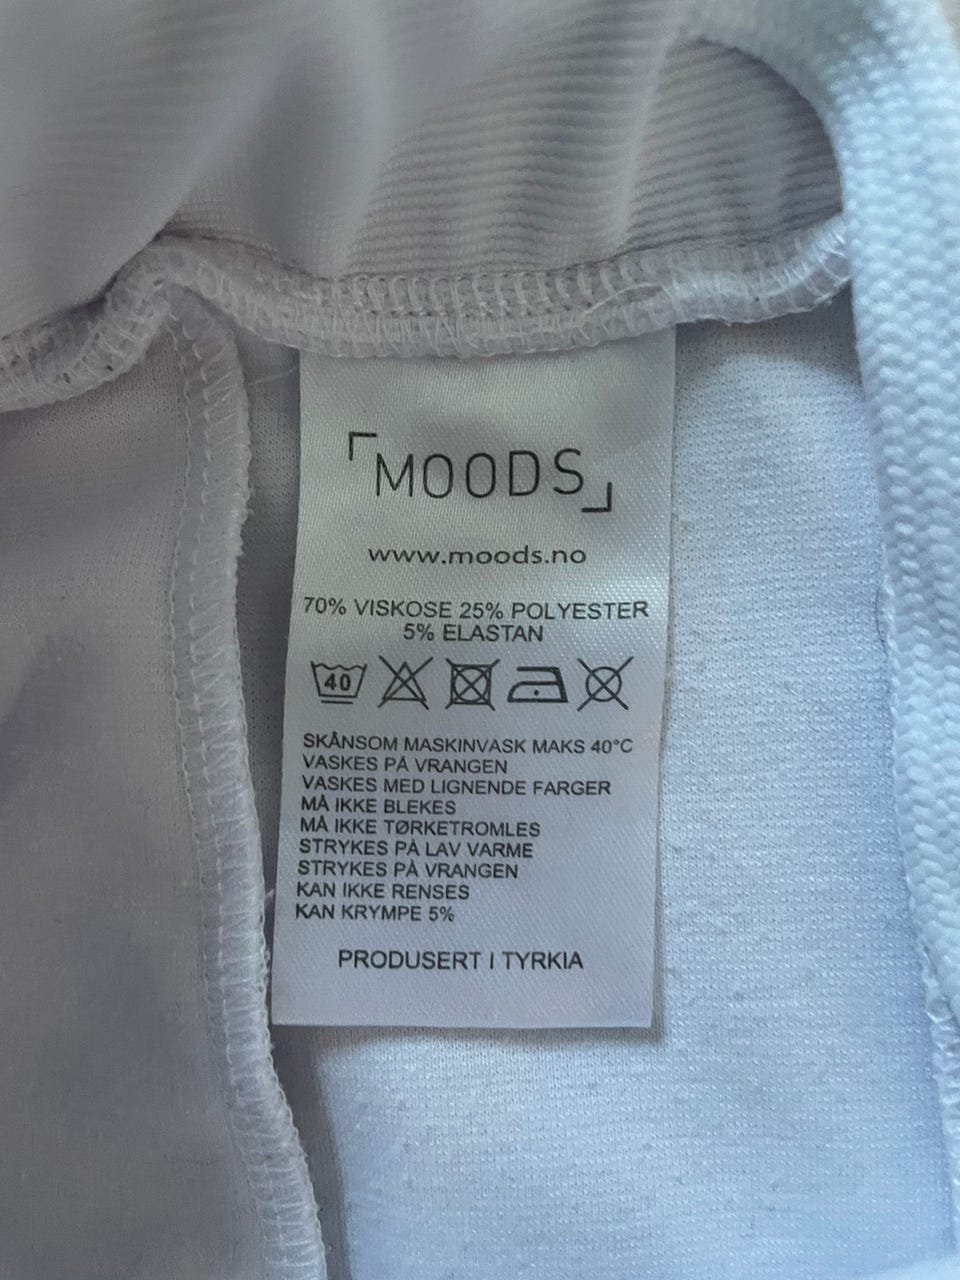 MOODS
www.moods.no
70% VISKOSE 25% POLYESTER
5% ELASTAN
40
SKÅNSOM MASKINVASK MAKS 40°C
VASKES PÅ VRANGEN
VASKES MED LIGNENDE FARGER
MÅ IKKE BLEKES
MÅ IKKE TØRKETROMLES
STRYKES PÅ LAV VARME
STRYKES PÅ VRANGEN
KAN IKKE RENSES
KAN KRYMPE 5%
PRODUSERT I TYRKIA